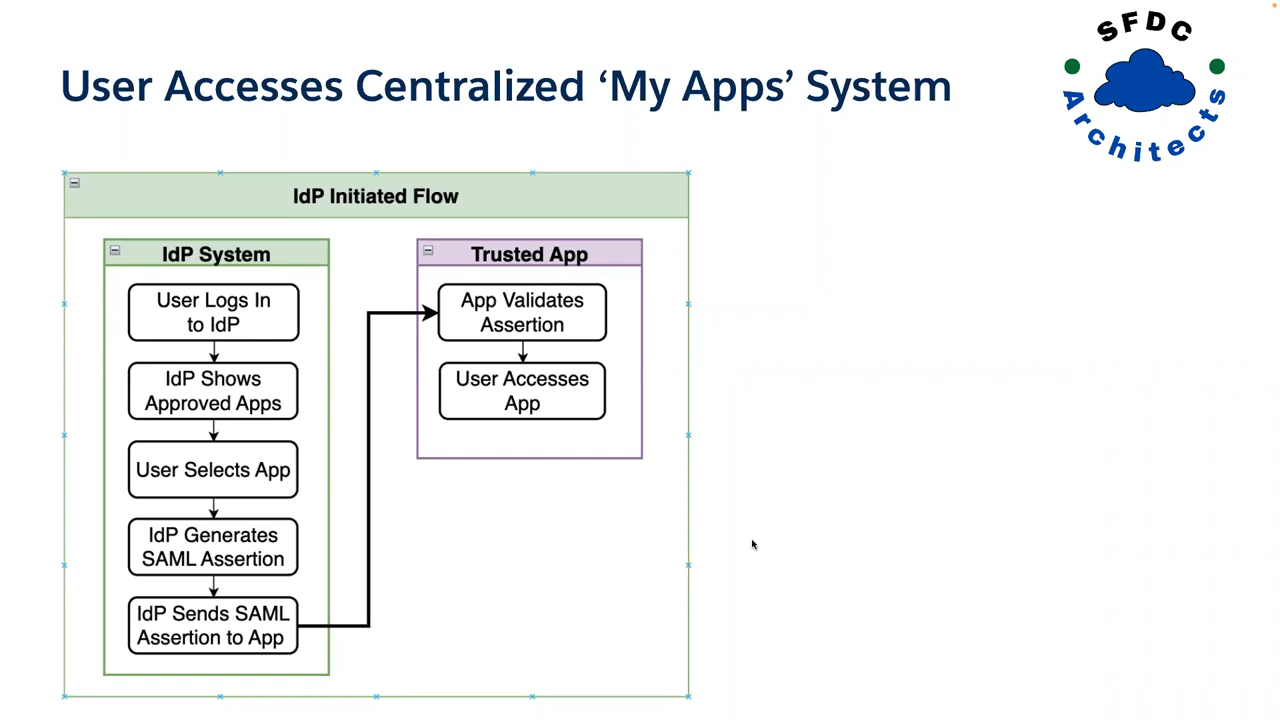 SFDC
Architects
User Accesses Centralized ‘My Apps’ System
IdP Initiated Flow
IdP System
User Logs In
to IdP
IdP Shows
Approved Apps
User Selects App
IdP Generates
SAML Assertion
IdP Sends SAML
Assertion to App
Trusted App
App Validates
Assertion
User Accesses
App